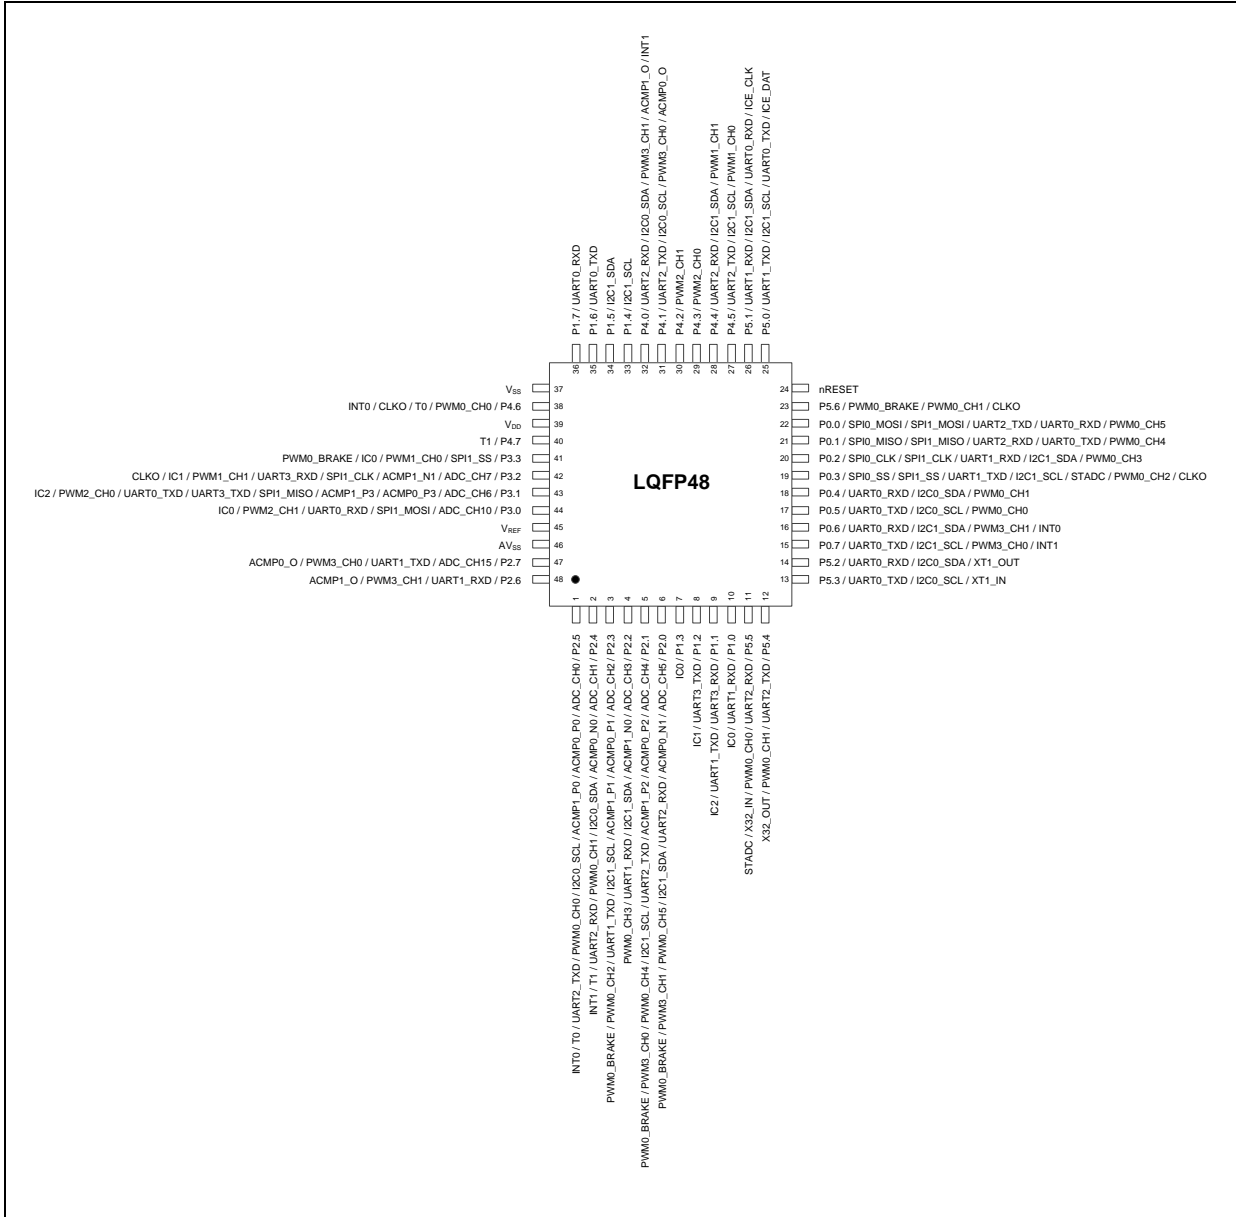 P1.7 / UART0_RXD
P1.6 / UART0_TXD
P1.5 / I2C1_SDA
P1.4 / I2C1_SCL
P4.0 / UART2_RXD / I2C0_SDA / PWM3_CH1 / ACMP1_O / INT1
P4.1 / UART2_TXD / I2C0_SCL / PWM3_CH0 / ACMP0_O
P4.2 / PWM2_CH1
P4.3 / PWM2_CH0
P4.4 / UART2_RXD / I2C1_SDA / PWM1_CH1
P4.5 / UART2_TXD / I2C1_SCL / PWM1_CH0
P5.1 / UART1_RXD / I2C1_SDA / UART0_RXD / ICE_CLK
P5.0 / UART1_TXD / I2C1_SCL / UART0_TXD / ICE_DAT
36 35 34 33 32 31 30 29 28 27 26 25
VSS 37
INT0 / CLKO / T0 / PWM0_CH0 / P4.6 38
VDD 39
T1 / P4.7 40
PWM0_BRAKE / IC0 / PWM1_CH0 / SPI1_SS / P3.3 41
CLKO / IC1 / PWM1_CH1 / UART3_RXD / SPI1_CLK / ACMP1_N1 / ADC_CH7 / P3.2 42
IC2 / PWM2_CH0 / UART0_TXD / UART3_TXD / SPI1_MISO / ACMP1_P3 / ACMP0_P3 / ADC_CH6 / P3.1 43
IC0 / PWM2_CH1 / UART0_RXD / SPI1_MOSI / ADC_CH10 / P3.0 44
VREF 45
AVSS 46
ACMP0_O / PWM3_CH0 / UART1_TXD / ADC_CH15 / P2.7 47
ACMP1_O / PWM3_CH1 / UART1_RXD / P2.6 48
LQFP48
24 nRESET
23 P5.6 / PWM0_BRAKE / PWM0_CH1 / CLKO
22 P0.0 / SPI0_MOSI / SPI1_MOSI / UART2_TXD / UART0_RXD / PWM0_CH5
21 P0.1 / SPI0_MISO / SPI1_MISO / UART2_RXD / UART0_TXD / PWM0_CH4
20 P0.2 / SPI0_CLK / SPI1_CLK / UART1_RXD / I2C1_SDA / PWM0_CH3
19 P0.3 / SPI0_SS / SPI1_SS / UART1_TXD / I2C1_SCL / STADC / PWM0_CH2 / CLKO
18 P0.4 / UART0_RXD / I2C0_SDA / PWM0_CH1
17 P0.5 / UART0_TXD / I2C0_SCL / PWM0_CH0
16 P0.6 / UART0_RXD / I2C1_SDA / PWM3_CH1 / INT0
15 P0.7 / UART0_TXD / I2C1_SCL / PWM3_CH0 / INT1
14 P5.2 / UART0_RXD / I2C0_SDA / XT1_OUT
13 P5.3 / UART0_TXD / I2C0_SCL / XT1_IN
1 2 3 4 5 6 7 8 9 10 11 12
INT0 / T0 / UART2_TXD / PWM0_CH0 / I2C0_SCL / ACMP1_P0 / ACMP0_P0 / ADC_CH0 / P2.5
INT1 / T1 / UART2_RXD / PWM0_CH1 / I2C0_SDA / ACMP0_N0 / ADC_CH1 / P2.4
PWM0_BRAKE / PWM0_CH2 / UART1_TXD / I2C1_SCL / ACMP1_P1 / ACMP0_P1 / ADC_CH2 / P2.3
PWM0_CH3 / UART1_RXD / I2C1_SDA / ACMP1_N0 / ADC_CH3 / P2.2
PWM0_BRAKE / PWM3_CH0 / PWM0_CH4 / I2C1_SCL / UART2_TXD / ACMP1_P2 / ACMP0_P2 / ADC_CH4 / P2.1
PWM0_BRAKE / PWM3_CH1 / PWM0_CH5 / I2C1_SDA / UART2_RXD / ACMP0_N1 / ADC_CH5 / P2.0
IC0 / P1.3
IC1 / UART3_TXD / P1.2
IC2 / UART1_TXD / UART3_RXD / P1.1
IC0 / UART1_RXD / P1.0
STADC / X32_IN / PWM0_CH0 / UART2_RXD / P5.5
X32_OUT / PWM0_CH1 / UART2_TXD / P5.4